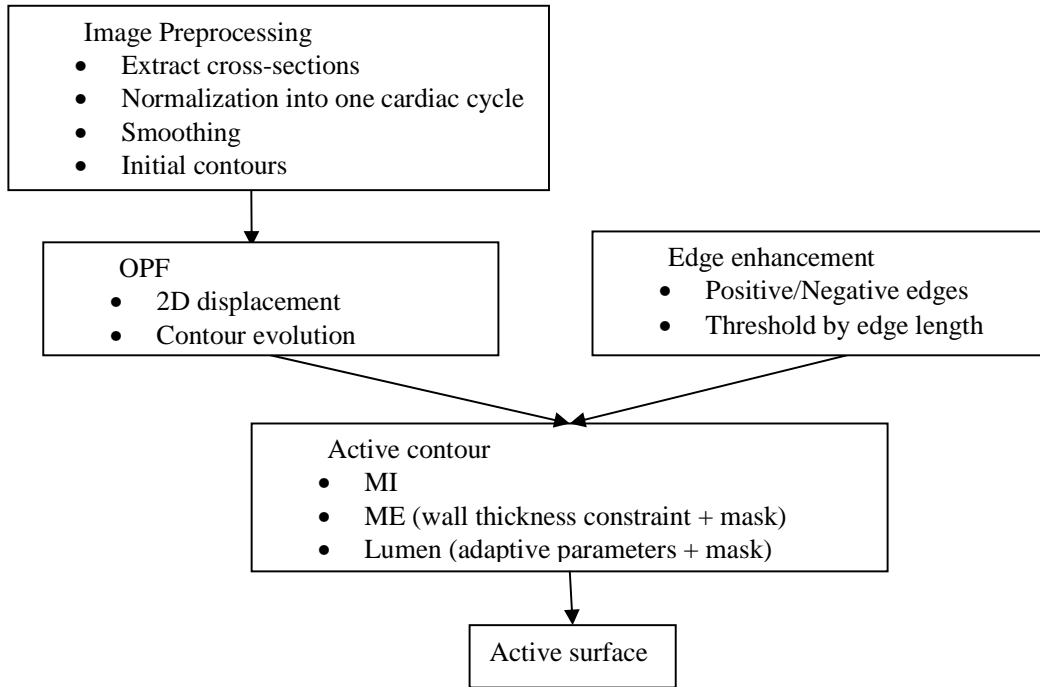 Image Preprocessing
• Extract cross-sections
• Normalization into one cardiac cycle
• Smoothing
• Initial contours
OPF
• 2D displacement
• Contour evolution
Edge enhancement
• Positive/Negative edges
• Threshold by edge length
Active contour
• MI
• ME (wall thickness constraint + mask)
• Lumen (adaptive parameters + mask)
Active surface